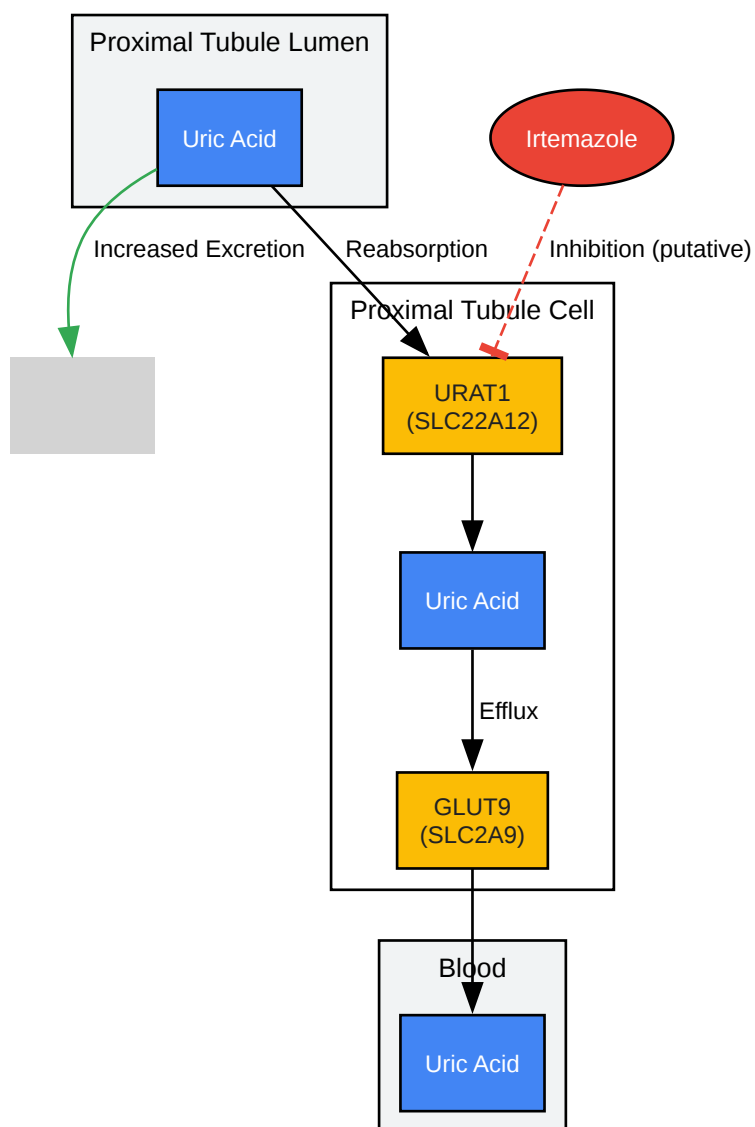 Proximal Tubule Lumen
Uric Acid
Irtemazole
Increased Excretion
Reabsorption
Inhibition (putative)
Proximal Tubule Cell
URAT1
(SLC22A12)
Uric Acid
Efflux
GLUT9
(SLC2A9)
Blood
Uric Acid